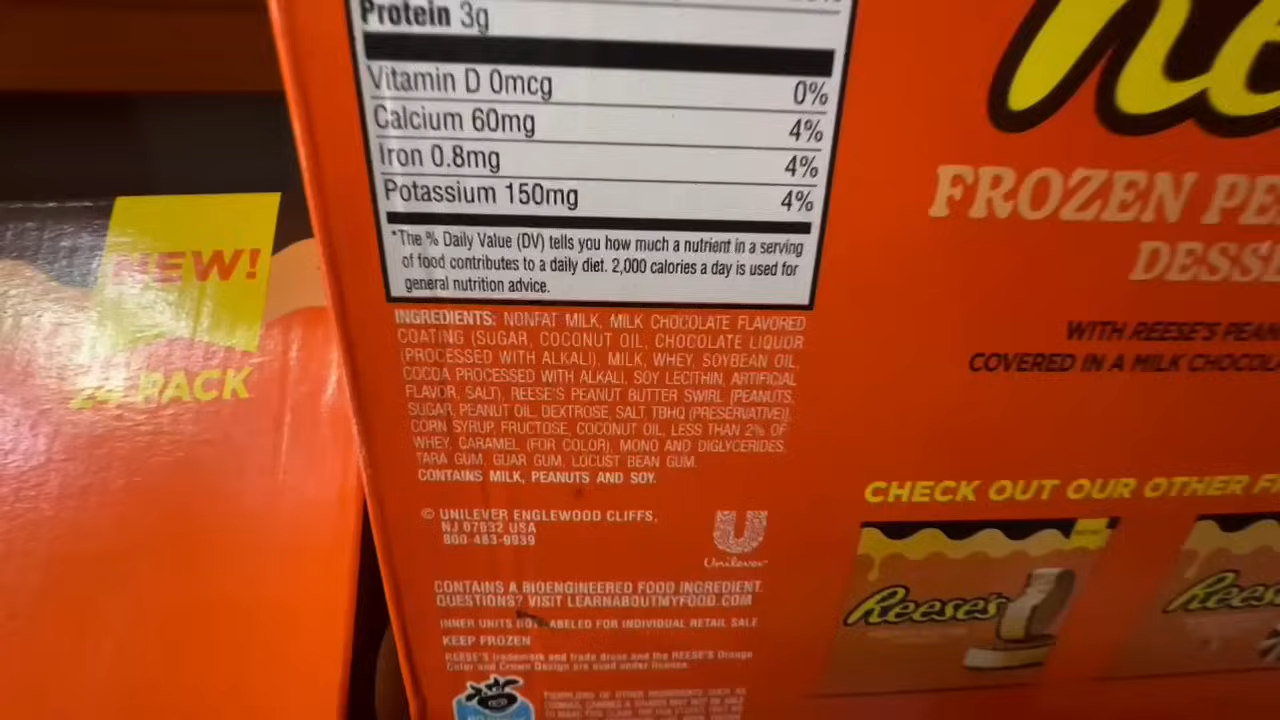 Protein 3g
Vitamin D 0mcg 0%
Calcium 60mg 4%
Iron 0.8mg 4%
Potassium 150mg 4%
*The % Daily Value (DV) tells you how much a nutrient in a serving
of food contributes to a daily diet. 2,000 calories a day is used for
general nutrition advice.
INGREDIENTS: NONFAT MILK, MILK CHOCOLATE FLAVORED
COATING (SUGAR, COCONUT OIL, CHOCOLATE LIQUOR
(PROCESSED WITH ALKALI), MILK, WHEY, SOYBEAN OIL,
COCOA PROCESSED WITH ALKALI, SOY LECITHIN, ARTIFICIAL
FLAVOR, SALT), REESE'S PEANUT BUTTER SWIRL [PEANUTS,
SUGAR, PEANUT OIL, DEXTROSE, SALT, TBHQ (PRESERVATIVE)],
CORN SYRUP, FRUCTOSE, COCONUT OIL, LESS THAN 2% OF
WHEY, CARAMEL (FOR COLOR), MONO AND DIGLYCERIDES,
TARA GUM, GUAR GUM, LOCUST BEAN GUM.
CONTAINS MILK, PEANUTS AND SOY.
© UNILEVER ENGLEWOOD CLIFFS,
NJ 07632 USA
800-463-9939
Unilever
CONTAINS A BIOENGINEERED FOOD INGREDIENT.
QUESTIONS? VISIT LEARNABOUTMYFOOD.COM
INNER UNITS NOT LABELED FOR INDIVIDUAL RETAIL SALE
KEEP FROZEN
REESE'S trademark and trade dress and the REESE'S Orange
Color and Crown Design are used under license.
NEW!
24 PACK
FROZEN PE
DESSE
WITH REESE'S PEAN
COVERED IN A MILK CHOCOLA
CHECK OUT OUR OTHER F
Reese's
Rees